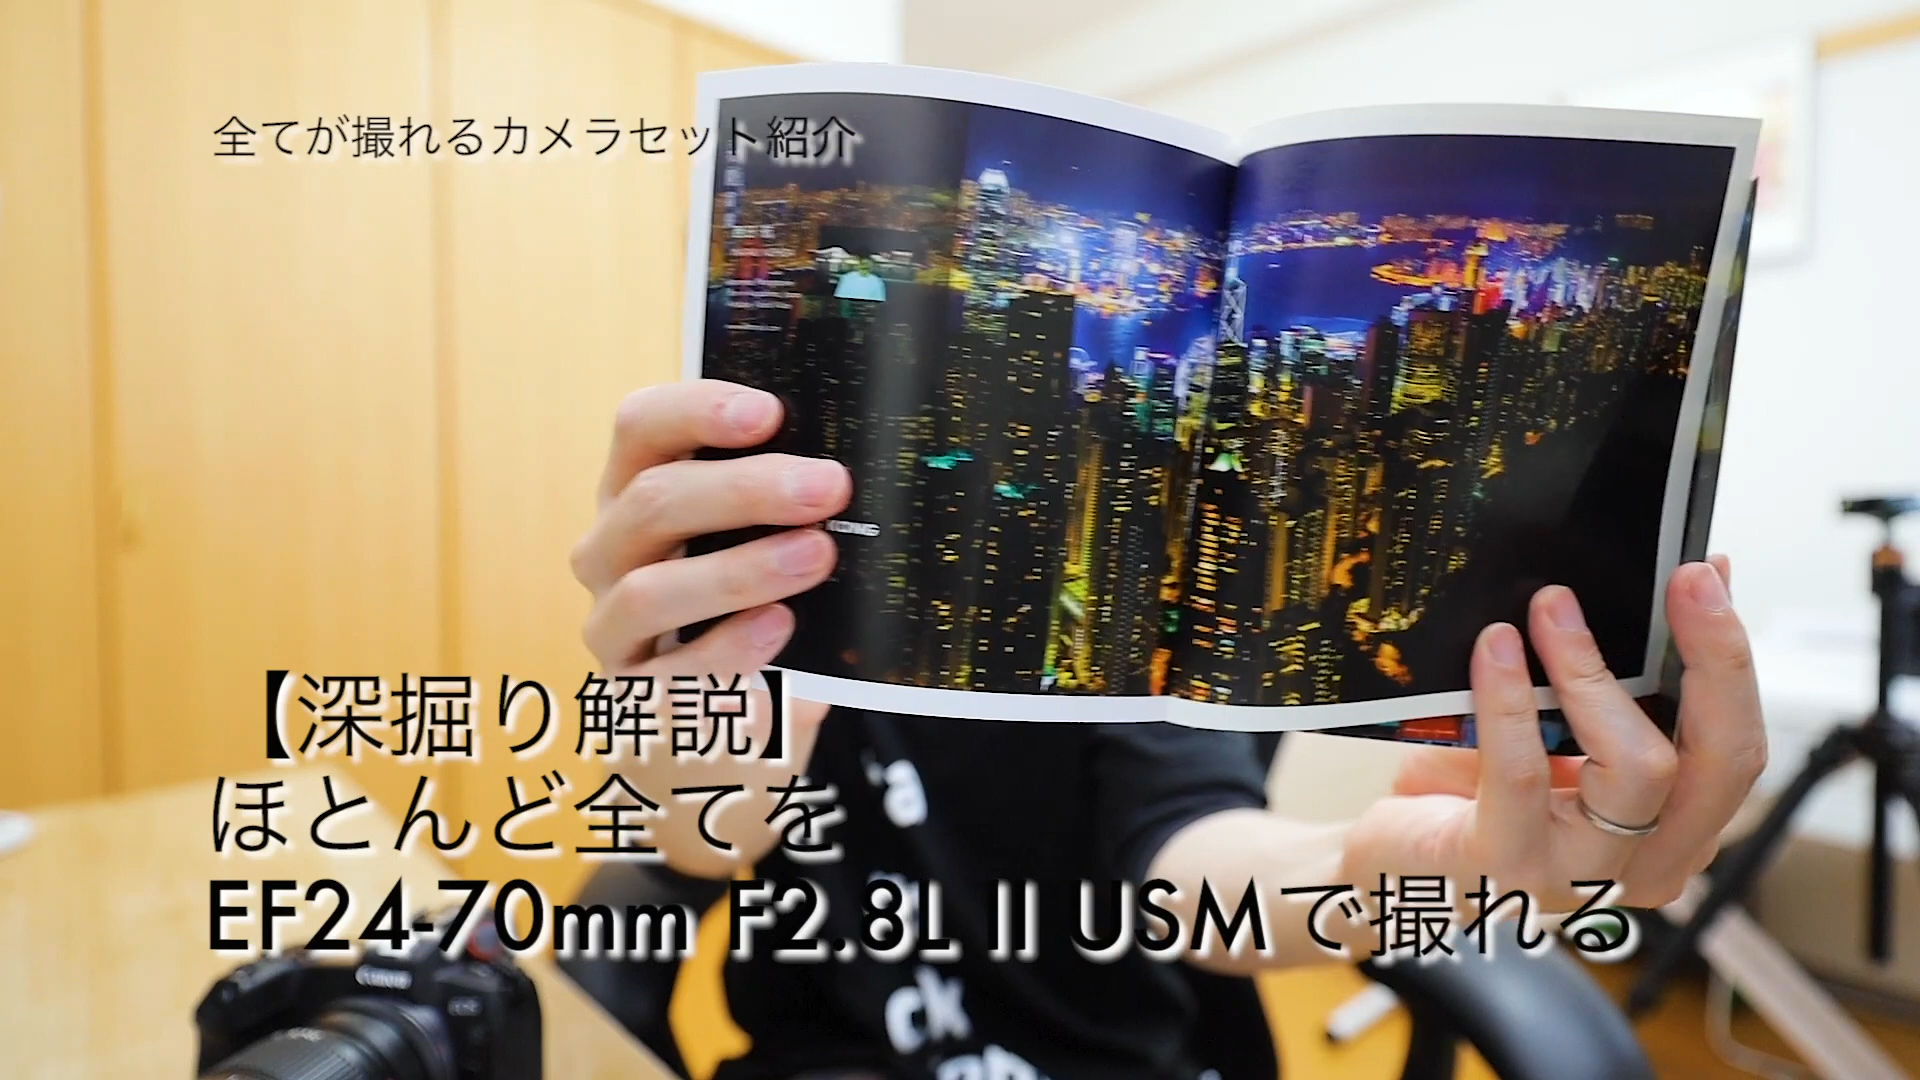 全てが撮れるカメラセット紹介
【深掘り解説】
ほとんど全てを
EF24-70mm F2.8L II USMで撮れる
Canon
ck